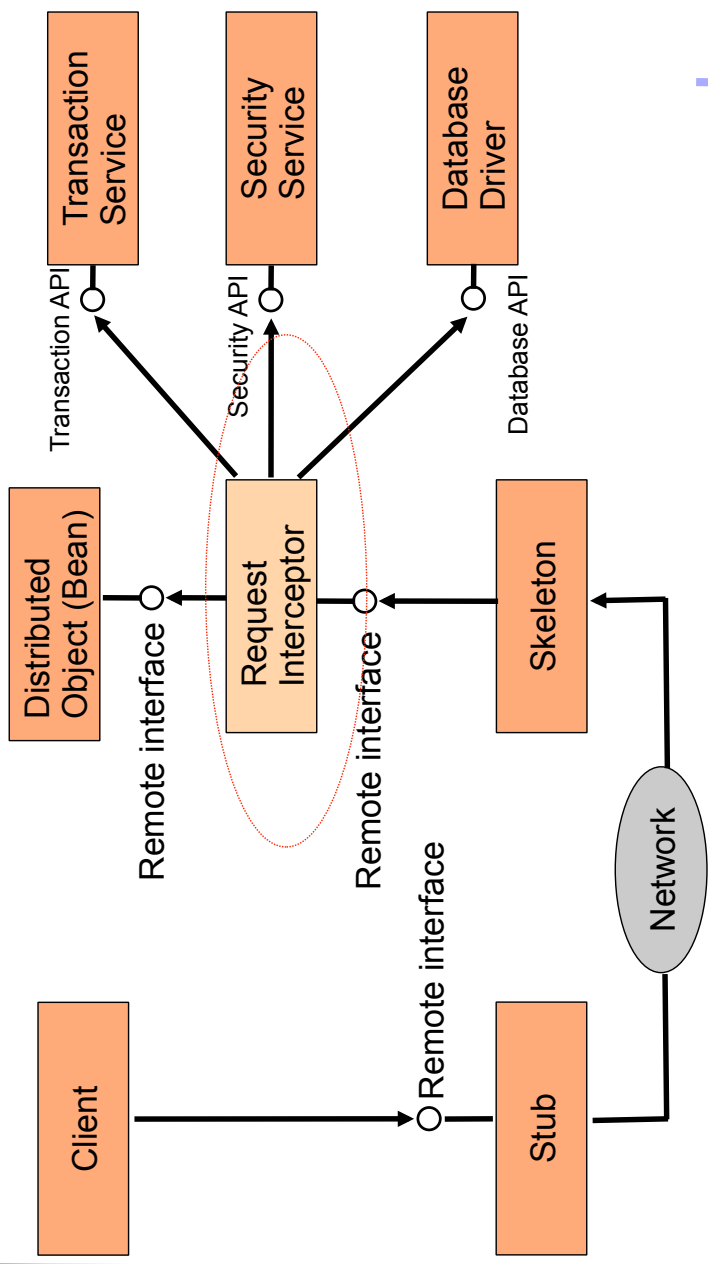 Client
Distributed
Object (Bean)
Transaction
Service
Transaction API
Remote interface
Request
Interceptor
Security API
Security
Service
Remote interface
Remote interface
Database API
Database
Driver
Stub
Skeleton
Network